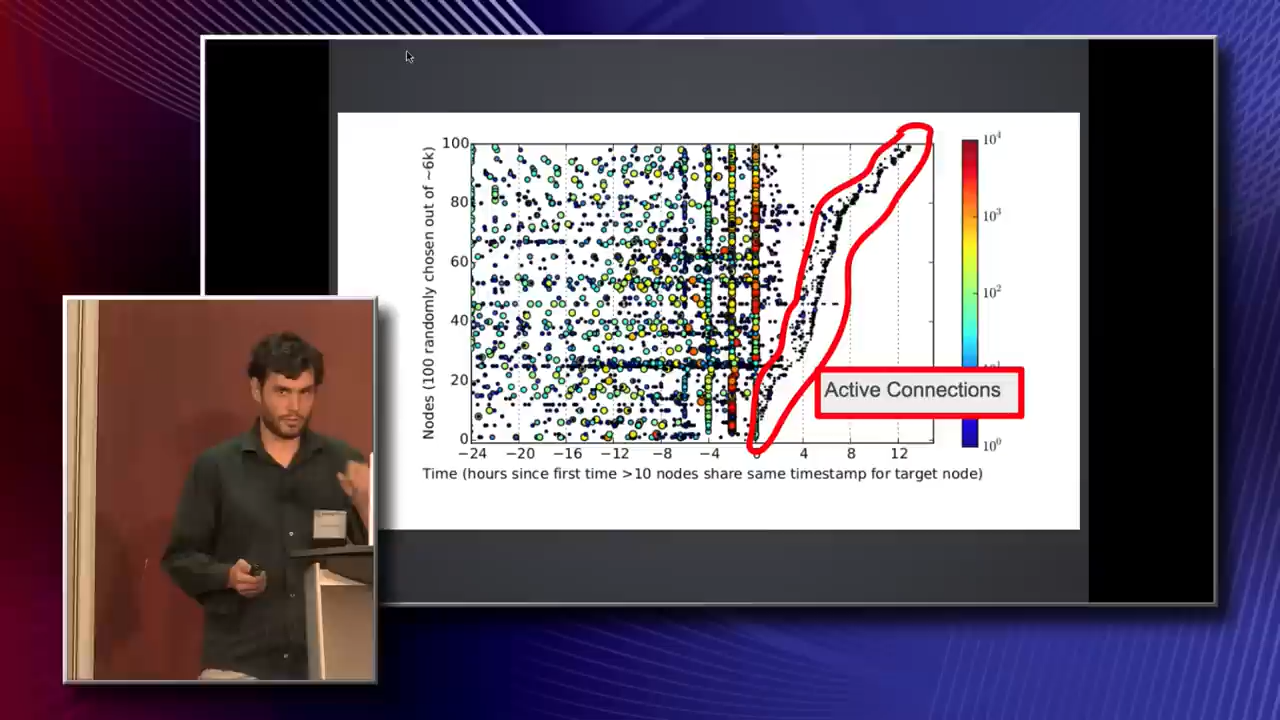 100
80
60
40
20
0
Nodes (100 randomly chosen out of ~6k)
−24 −20 −16 −12 −8 −4 0 4 8 12
Time (hours since first time >10 nodes share same timestamp for target node)
Active Connections
10⁴
10³
10²
10⁰